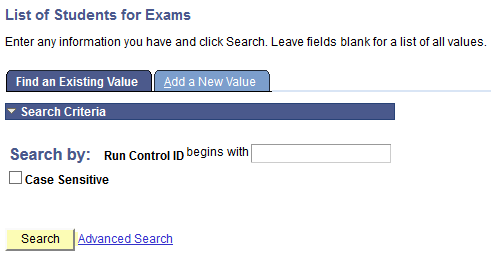 List of Students for Exams
Enter any information you have and click Search. Leave fields blank for a list of all values.
Find an Existing Value Add a New Value
Search Criteria
Search by: Run Control ID begins with
Case Sensitive
Search Advanced Search